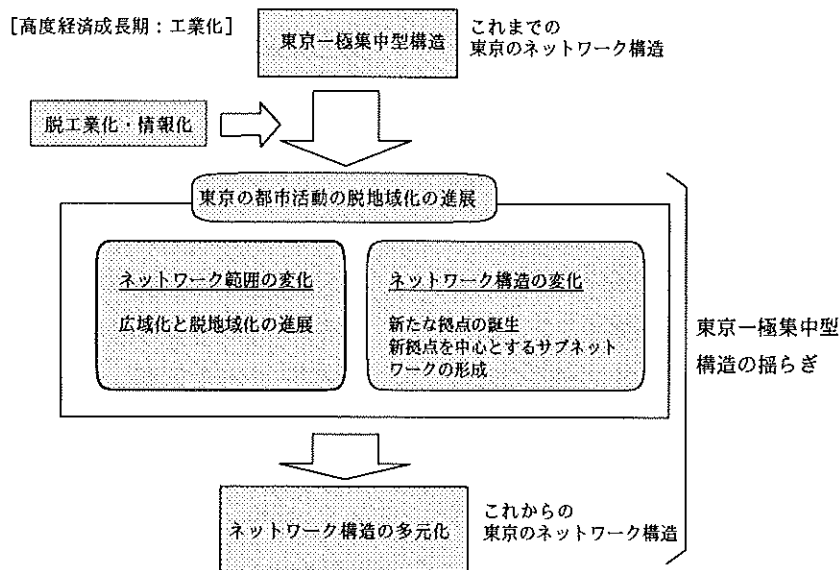 [高度経済成長期：工業化]
東京一極集中型構造
これまでの
東京のネットワーク構造
脱工業化・情報化
東京の都市活動の脱地域化の進展
ネットワーク範囲の変化
広域化と脱地域化の進展
ネットワーク構造の変化
新たな拠点の誕生
新拠点を中心とするサブネット
ワークの形成
東京一極集中型
構造の揺らぎ
ネットワーク構造の多元化
これからの
東京のネットワーク構造